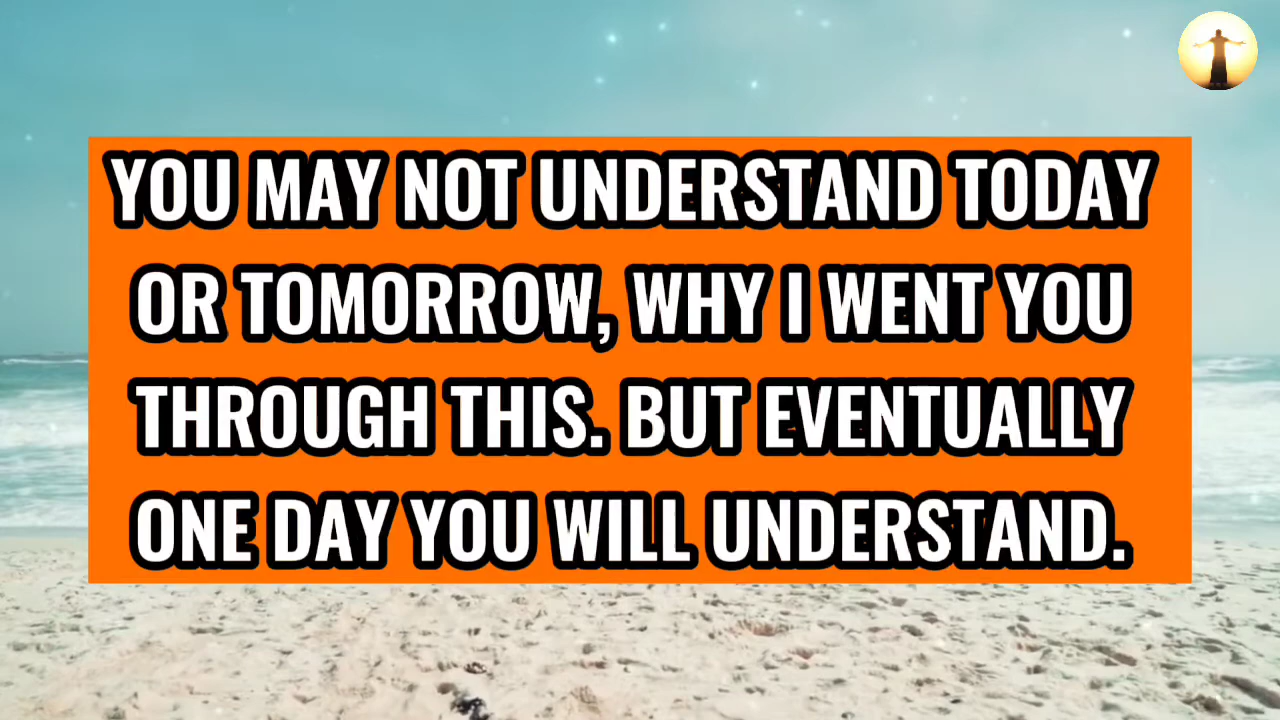 YOU MAY NOT UNDERSTAND TODAY
OR TOMORROW, WHY I WENT YOU
THROUGH THIS. BUT EVENTUALLY
ONE DAY YOU WILL UNDERSTAND.